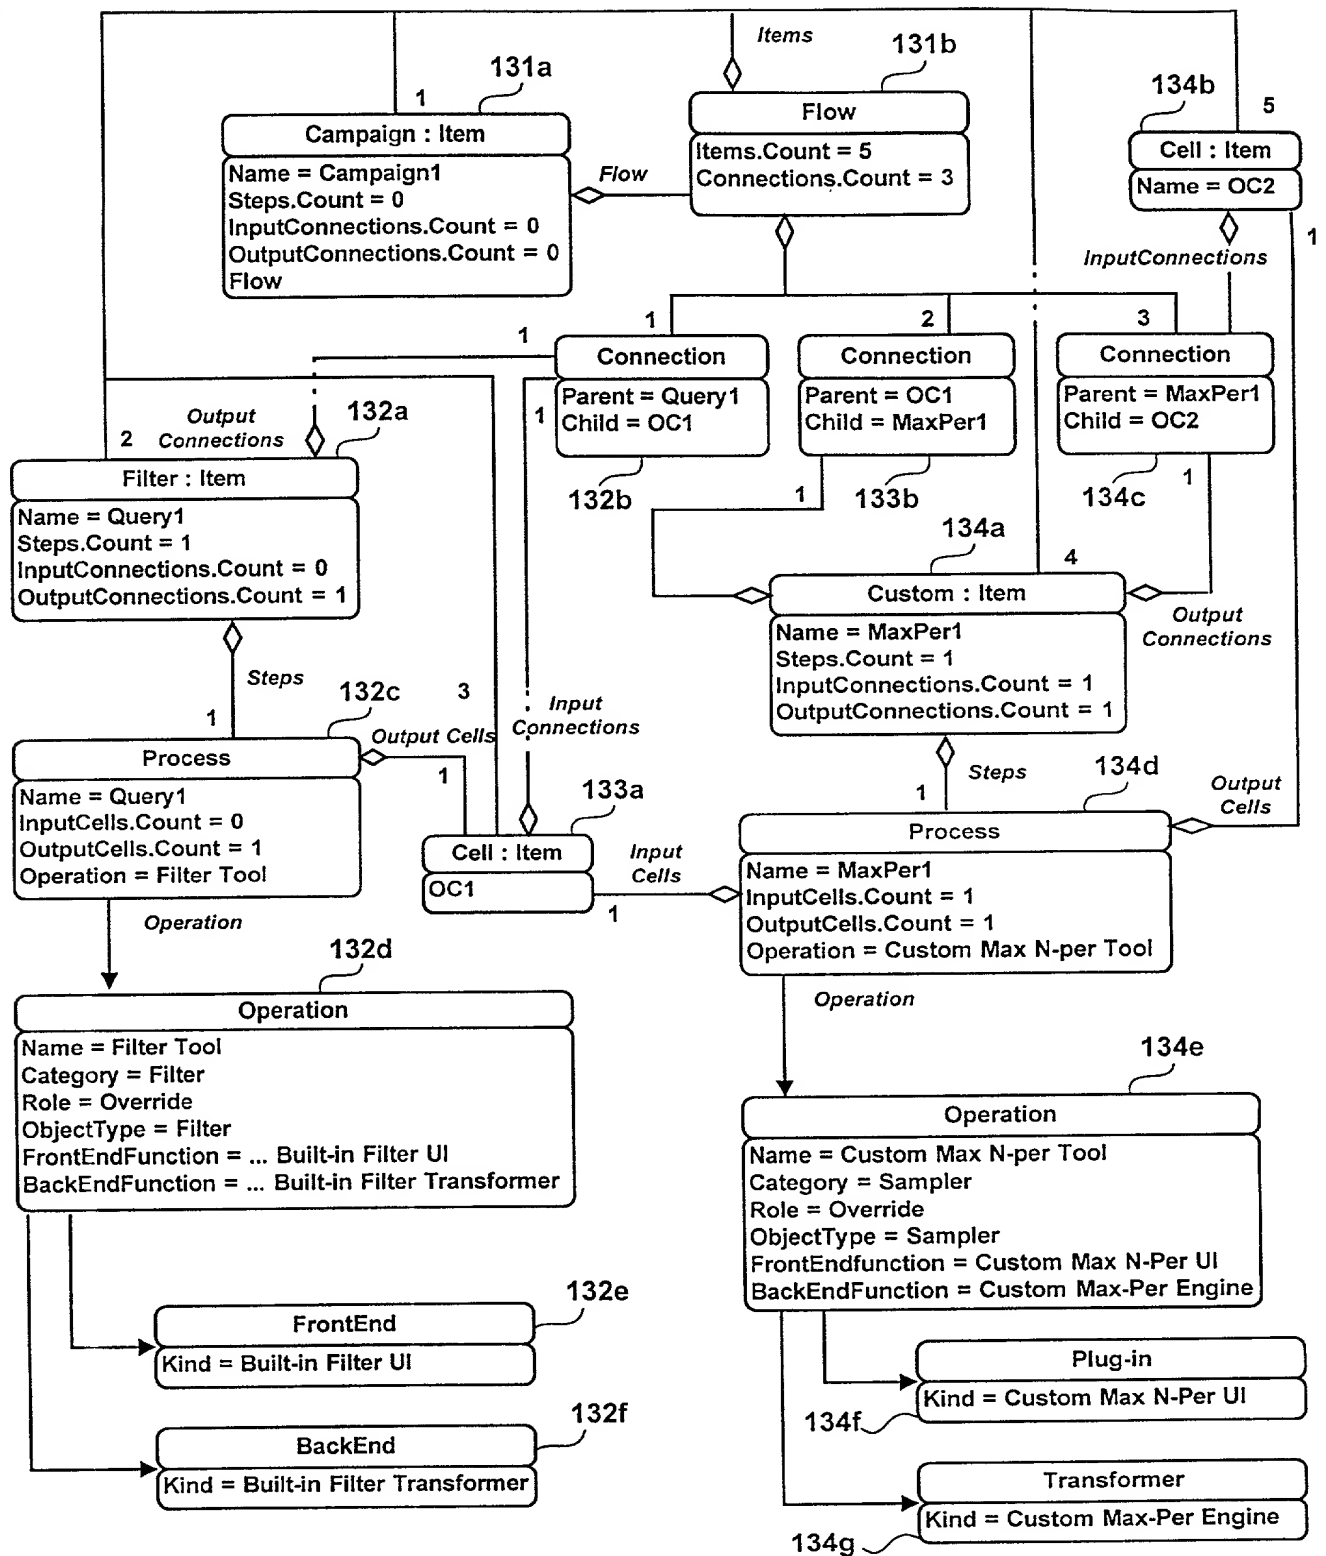 Items
131b
131a
134b
1
Flow
5
Campaign : Item
Items.Count = 5
Connections.Count = 3
Cell : Item
Name = OC2
Name = Campaign1
Steps.Count = 0
InputConnections.Count = 0
OutputConnections.Count = 0
Flow
Flow
1
InputConnections
1
1
2
3
Connection
Parent = Query1
Child = OC1
Connection
Parent = OC1
Child = MaxPer1
Connection
Parent = MaxPer1
Child = OC2
1
Output
Connections
132a
2
132b
1
133b
134c
1
Filter : Item
Name = Query1
Steps.Count = 1
InputConnections.Count = 0
OutputConnections.Count = 1
134a
4
Custom : Item
Name = MaxPer1
Steps.Count = 1
InputConnections.Count = 1
OutputConnections.Count = 1
Output
Connections
Steps
132c
1
3
Input
Connections
Output Cells
1
Process
Name = Query1
InputCells.Count = 0
OutputCells.Count = 1
Operation = Filter Tool
133a
Cell : Item
OC1
Input
Cells
1
Steps
1
134d
Output
Cells
Process
Name = MaxPer1
InputCells.Count = 1
OutputCells.Count = 1
Operation = Custom Max N-per Tool
Operation
132d
Operation
Name = Filter Tool
Category = Filter
Role = Override
ObjectType = Filter
FrontEndFunction = ... Built-in Filter UI
BackEndFunction = ... Built-in Filter Transformer
Operation
134e
Operation
Name = Custom Max N-per Tool
Category = Sampler
Role = Override
ObjectType = Sampler
FrontEndfunction = Custom Max N-Per UI
BackEndFunction = Custom Max-Per Engine
132e
FrontEnd
Kind = Built-in Filter UI
132f
BackEnd
Kind = Built-in Filter Transformer
Plug-in
Kind = Custom Max N-Per UI
134f
Transformer
Kind = Custom Max-Per Engine
134g